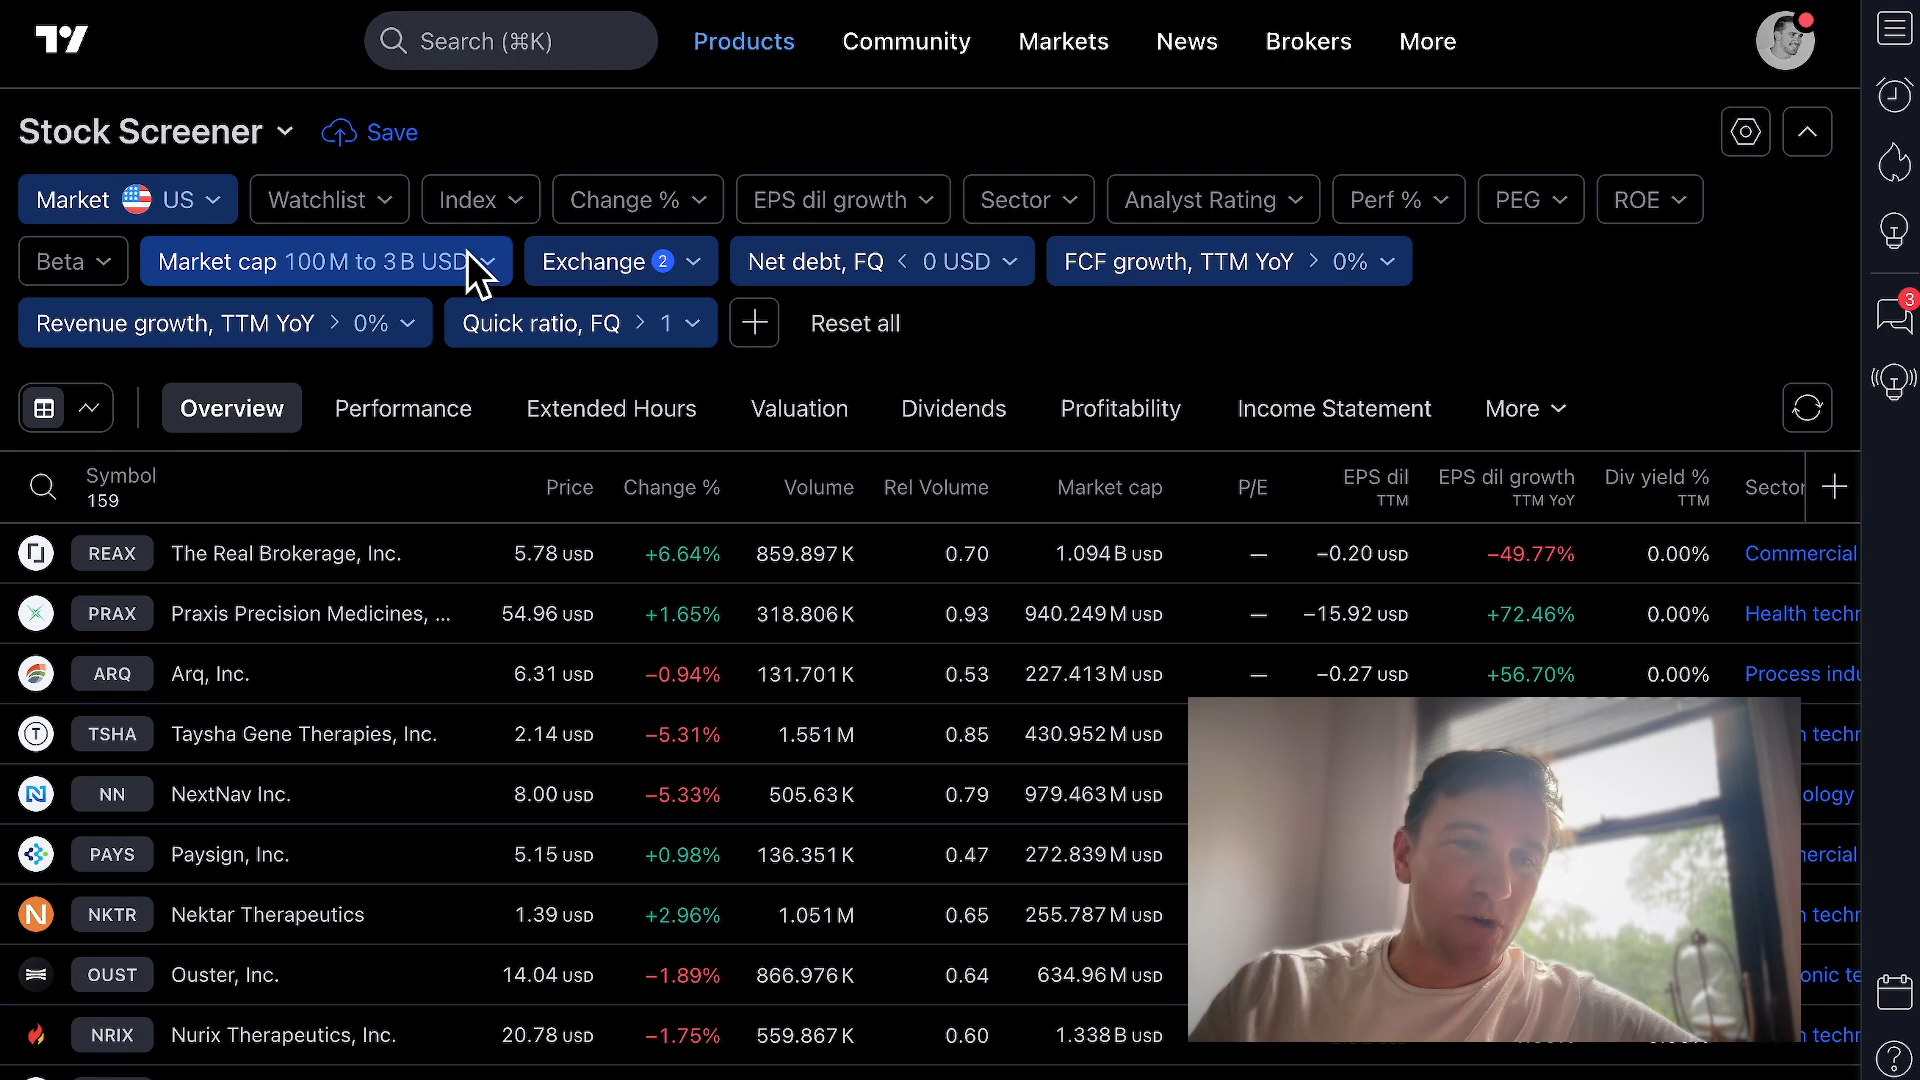 Search (⌘K)
Products
Community
Markets
News
Brokers
More
Stock Screener
Save
Market US
Watchlist
Index
Change %
EPS dil growth
Sector
Analyst Rating
Perf %
PEG
ROE
Beta
Market cap 100M to 3B USD
Exchange 2
Net debt, FQ < 0 USD
FCF growth, TTM YoY > 0%
3
Revenue growth, TTM YoY > 0%
Quick ratio, FQ > 1
Reset all
Overview
Performance
Extended Hours
Valuation
Dividends
Profitability
Income Statement
More
Symbol
159
Price
Change %
Volume
Rel Volume
Market cap
P/E
EPS dil
TTM
EPS dil growth
TTM YoY
Div yield %
TTM
Sector
REAX The Real Brokerage, Inc. 5.78 USD +6.64% 859.897 K 0.70 1.094 B USD — −0.20 USD −49.77% 0.00% Commercial
PRAX Praxis Precision Medicines, ... 54.96 USD +1.65% 318.806 K 0.93 940.249 M USD — −15.92 USD +72.46% 0.00% Health techn
ARQ Arq, Inc. 6.31 USD −0.94% 131.701 K 0.53 227.413 M USD — −0.27 USD +56.70% 0.00% Process indu
TSHA Taysha Gene Therapies, Inc. 2.14 USD −5.31% 1.551 M 0.85 430.952 M USD techn
NN NextNav Inc. 8.00 USD −5.33% 505.63 K 0.79 979.463 M USD ology
PAYS Paysign, Inc. 5.15 USD +0.98% 136.351 K 0.47 272.839 M USD ercial
NKTR Nektar Therapeutics 1.39 USD +2.96% 1.051 M 0.65 255.787 M USD techn
OUST Ouster, Inc. 14.04 USD −1.89% 866.976 K 0.64 634.96 M USD onic te
NRIX Nurix Therapeutics, Inc. 20.78 USD −1.75% 559.867 K 0.60 1.338 B USD techn